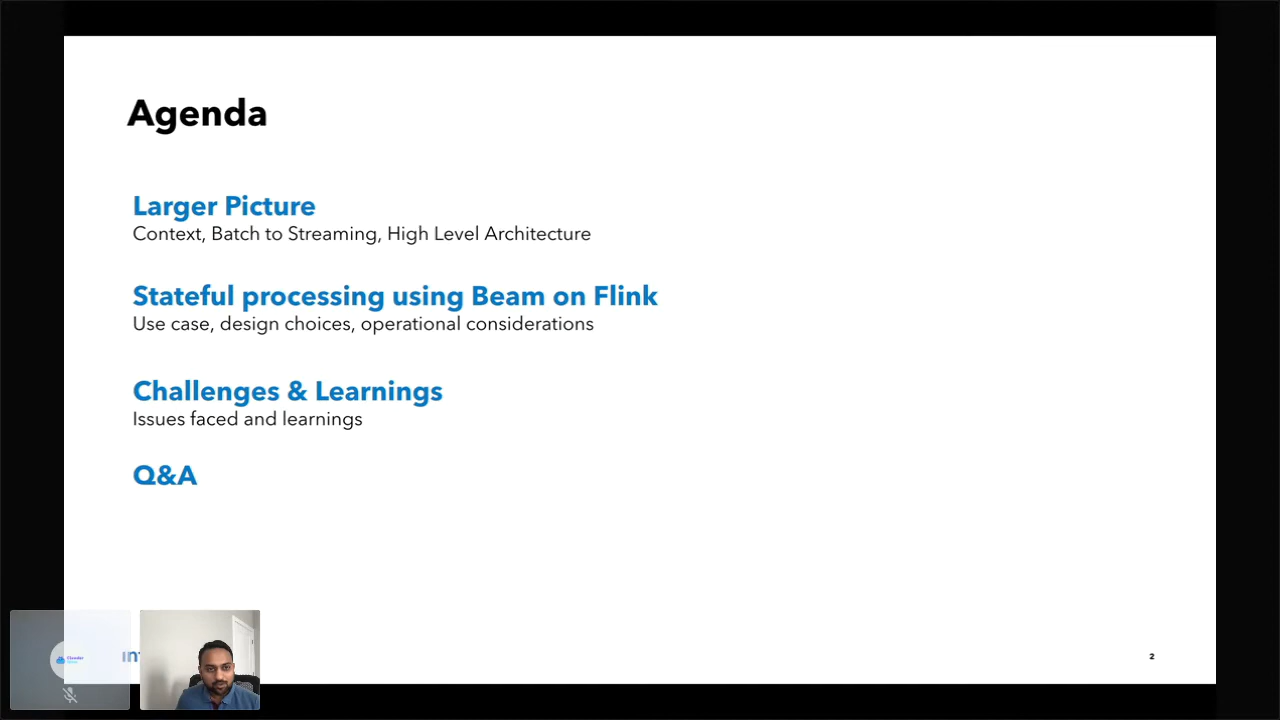 Agenda
Larger Picture
Context, Batch to Streaming, High Level Architecture
Stateful processing using Beam on Flink
Use case, design choices, operational considerations
Challenges & Learnings
Issues faced and learnings
Q&A
2